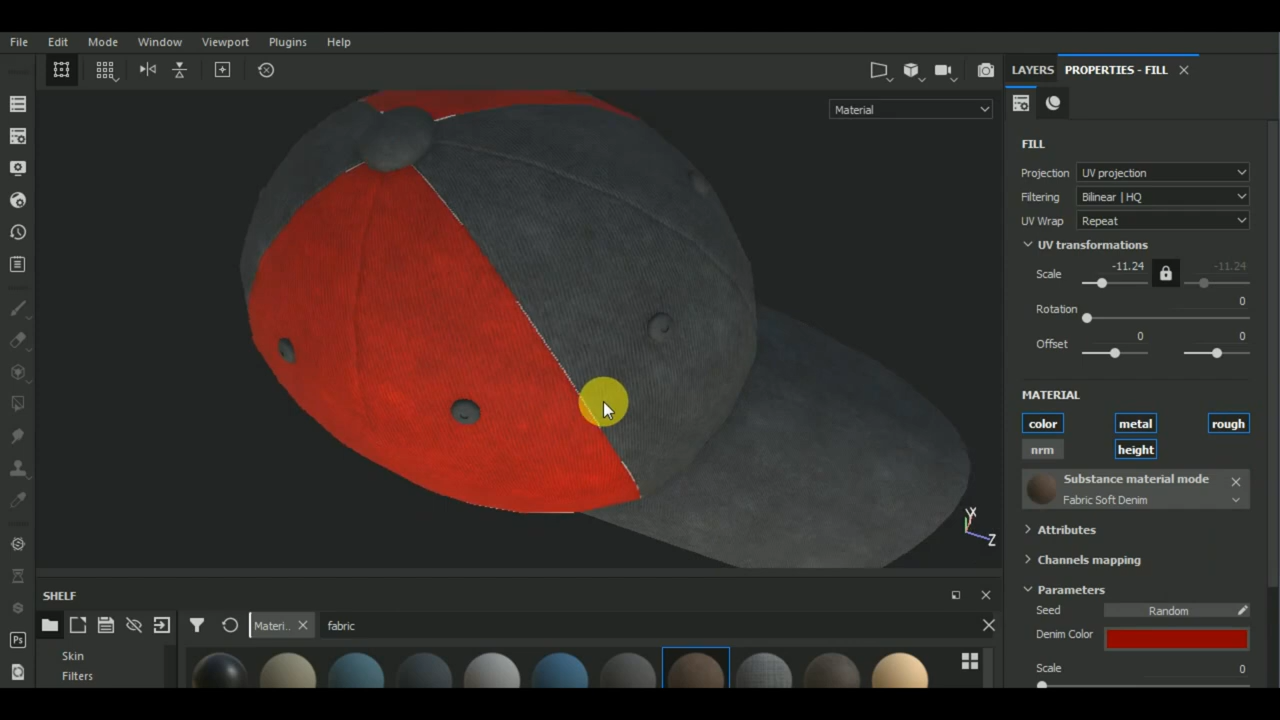 File Edit Mode Window Viewport Plugins Help
LAYERS PROPERTIES - FILL
Material
FILL
Projection UV projection
Filtering Bilinear | HQ
UV Wrap Repeat
UV transformations
Scale -11.24 -11.24
Rotation 0
Offset 0 0
MATERIAL
color metal rough
nrm height
Substance material mode
Fabric Soft Denim
Attributes
Channels mapping
Parameters
Seed Random
Denim Color
Scale 0
Y
X
Z
SHELF
Materi.. fabric
Skin
Filters
Ps